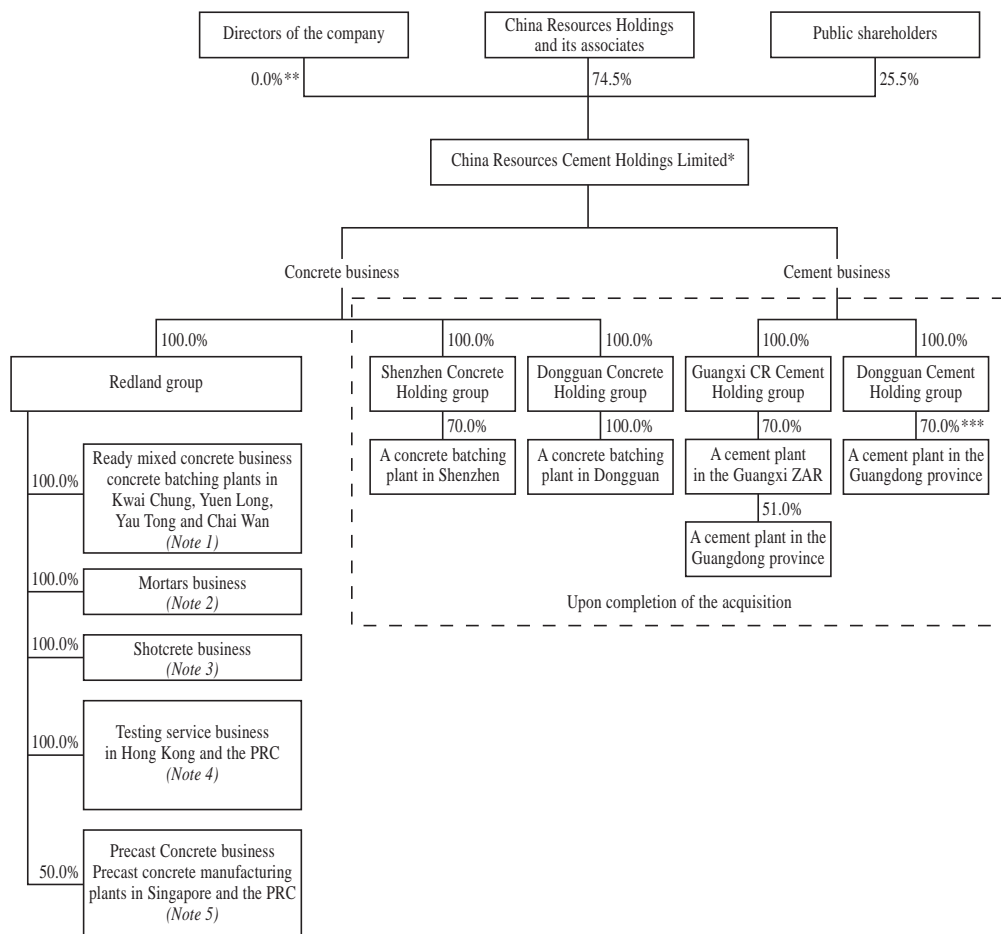 Directors of the company
China Resources Holdings
and its associates
Public shareholders
0.0%**
74.5%
25.5%
China Resources Cement Holdings Limited*
Concrete business
Cement business
100.0%
100.0%
100.0%
100.0%
100.0%
Redland group
Shenzhen Concrete
Holding group
Dongguan Concrete
Holding group
Guangxi CR Cement
Holding group
Dongguan Cement
Holding group
70.0%
100.0%
70.0%
70.0%***
A concrete batching
plant in Shenzhen
A concrete batching
plant in Dongguan
A cement plant
in the Guangxi ZAR
A cement plant in the
Guangdong province
51.0%
A cement plant in the
Guangdong province
Upon completion of the acquisition
100.0%
Ready mixed concrete business
concrete batching plants in
Kwai Chung, Yuen Long,
Yau Tong and Chai Wan
(Note 1)
100.0%
Mortars business
(Note 2)
100.0%
Shotcrete business
(Note 3)
100.0%
Testing service business
in Hong Kong and the PRC
(Note 4)
50.0%
Precast Concrete business
Precast concrete manufacturing
plants in Singapore and the PRC
(Note 5)